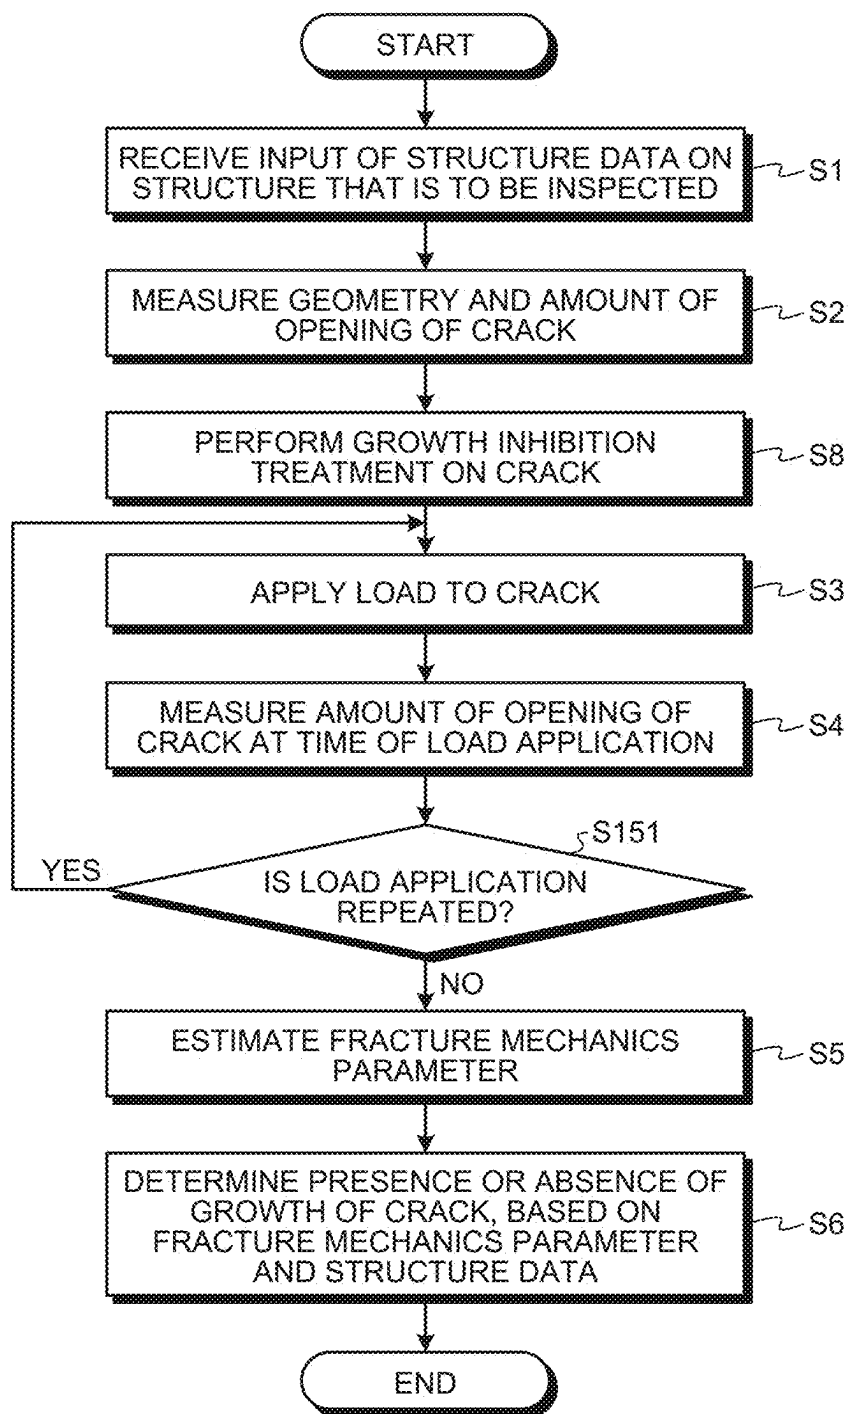 START
RECEIVE INPUT OF STRUCTURE DATA ON
STRUCTURE THAT IS TO BE INSPECTED
S1
MEASURE GEOMETRY AND AMOUNT OF
OPENING OF CRACK
S2
PERFORM GROWTH INHIBITION
TREATMENT ON CRACK
S8
APPLY LOAD TO CRACK
S3
MEASURE AMOUNT OF OPENING OF
CRACK AT TIME OF LOAD APPLICATION
S4
S151
YES
IS LOAD APPLICATION
REPEATED?
NO
ESTIMATE FRACTURE MECHANICS
PARAMETER
S5
DETERMINE PRESENCE OR ABSENCE OF
GROWTH OF CRACK, BASED ON
FRACTURE MECHANICS PARAMETER
AND STRUCTURE DATA
S6
END